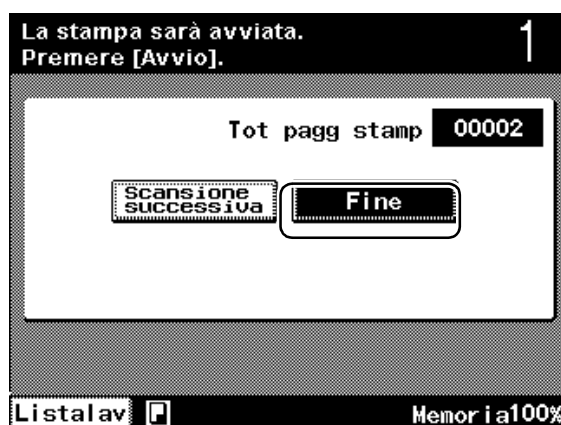 La stampa sarà avviata.
Premere [Avvio].
1
Tot pagg stamp 00002
Scansione
successiva
Fine
Listalav
Memoria100%